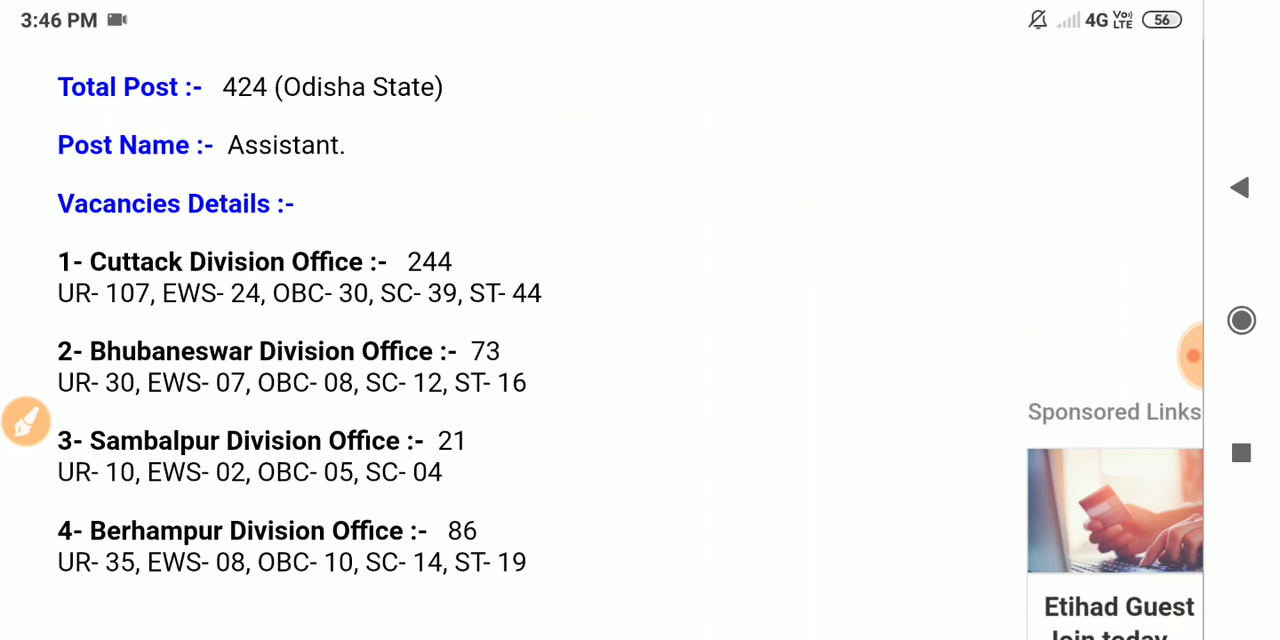 3:46 PM
4G Vo) LTE 56
Total Post :- 424 (Odisha State)
Post Name :- Assistant.
Vacancies Details :-
1- Cuttack Division Office :- 244
UR- 107, EWS- 24, OBC- 30, SC- 39, ST- 44
2- Bhubaneswar Division Office :- 73
UR- 30, EWS- 07, OBC- 08, SC- 12, ST- 16
3- Sambalpur Division Office :- 21
UR- 10, EWS- 02, OBC- 05, SC- 04
4- Berhampur Division Office :- 86
UR- 35, EWS- 08, OBC- 10, SC- 14, ST- 19
Sponsored Links
Etihad Guest
Join today